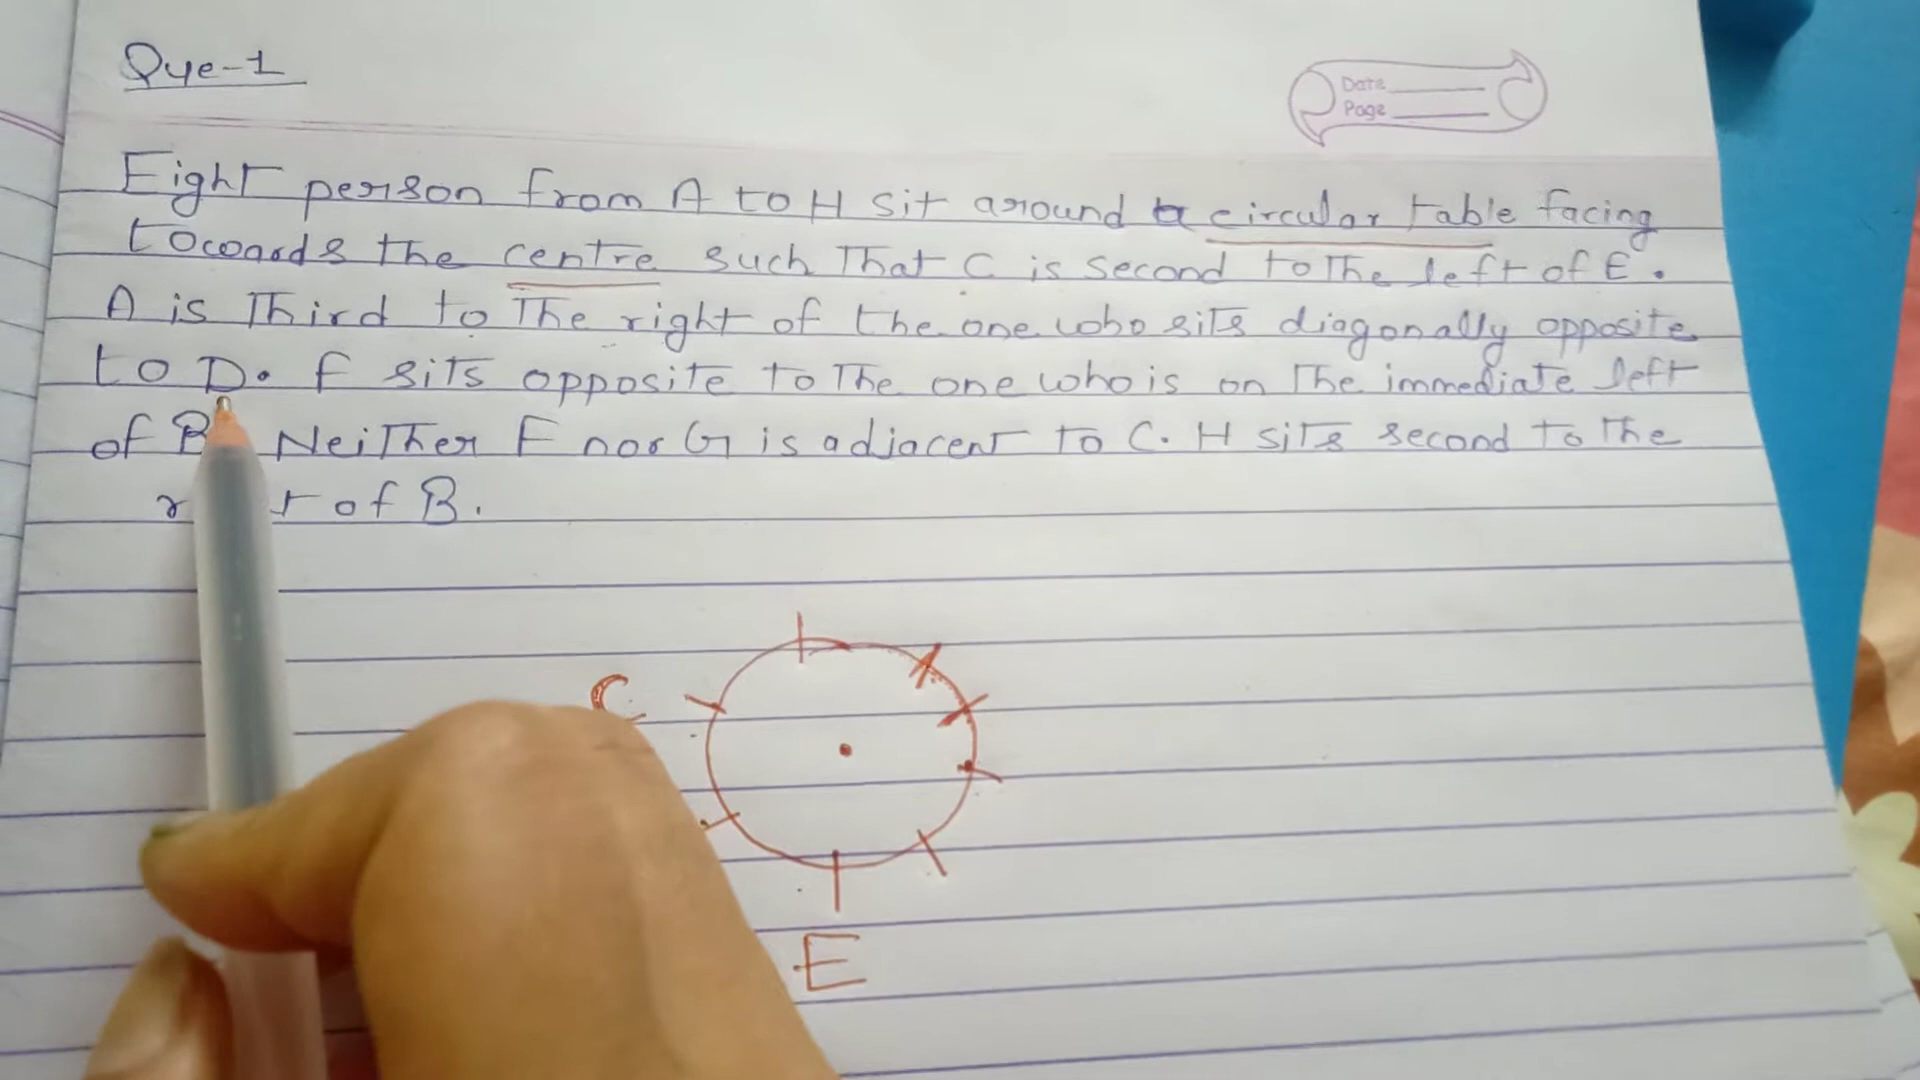 Que-1
Date
Page
Eight person from A to H sit around a circular table facing
towards the centre such That C is second to The left of E.
A is Third to The right of the one who sits diagonally opposite
to D. F sits opposite to The one who is on The immediate left
of B Neither F nor G is adjacent to C. H sits second to The
of B.
C
E